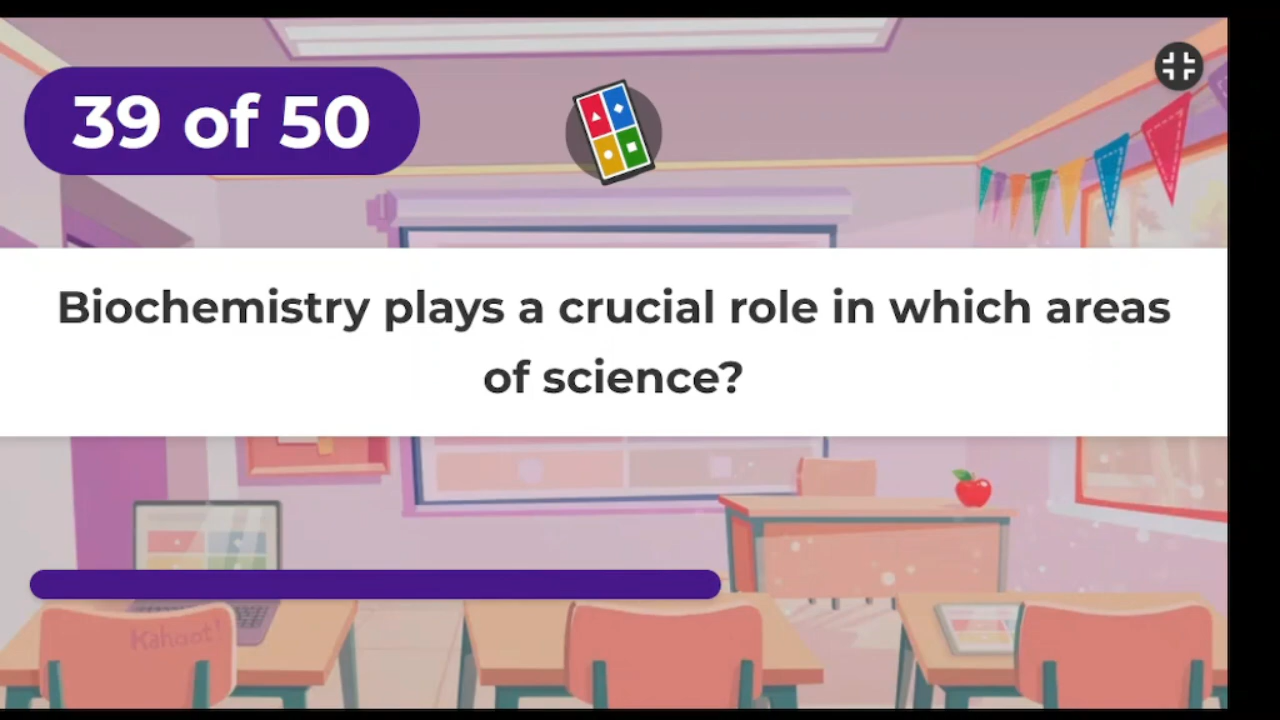 39 of 50
Biochemistry plays a crucial role in which areas
of science?
Kahoot!